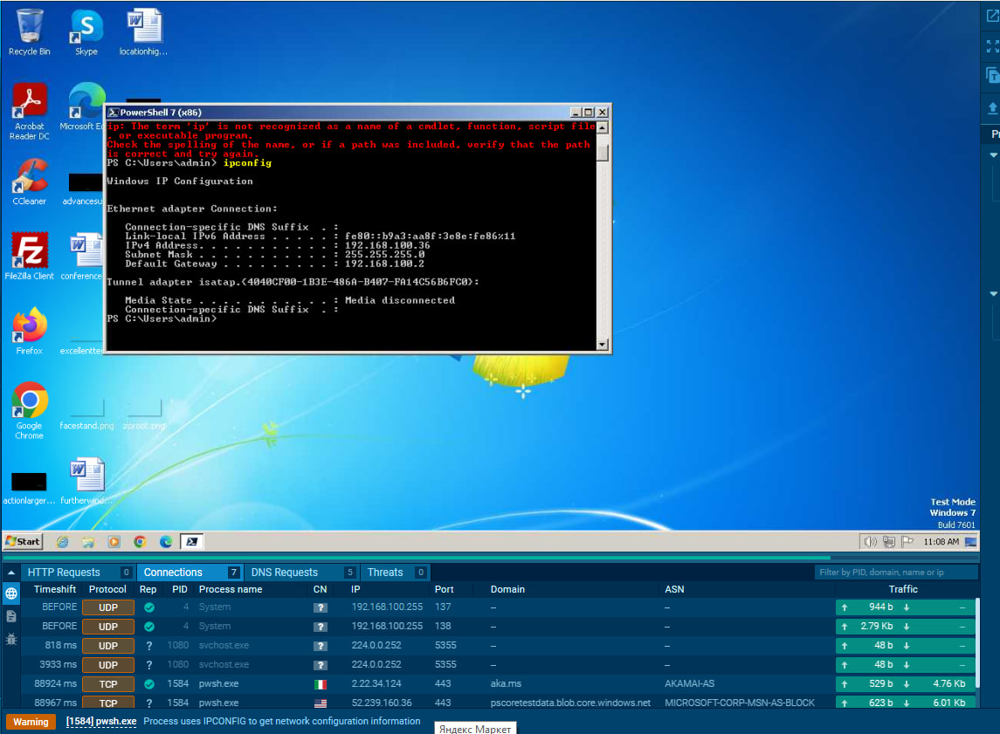 Recycle Bin
Skype
locationhig...
Acrobat
Reader DC
Microsoft Ed
CCleaner
advancesu
FileZilla Client
conference
Firefox
excellenttes
Google
Chrome
facestand.png
ziproot.png
actionlarger...
furtherwind...
PowerShell 7 (x86)
ip: The term 'ip' is not recognized as a name of a cmdlet, function, script file
, or executable program.
Check the spelling of the name, or if a path was included, verify that the path
is correct and try again.
PS C:\Users\admin> ipconfig
Windows IP Configuration
Ethernet adapter Connection:
Connection-specific DNS Suffix  . :
Link-local IPv6 Address . . . . . : fe80::b9a3:aa8f:3e8e:fe86%11
IPv4 Address. . . . . . . . . . . : 192.168.100.36
Subnet Mask . . . . . . . . . . . : 255.255.255.0
Default Gateway . . . . . . . . . : 192.168.100.2
Tunnel adapter isatap.{4040CF00-1B3E-486A-B407-FA14C56B6FC0}:
Media State . . . . . . . . . . . : Media disconnected
Connection-specific DNS Suffix  . :
PS C:\Users\admin>
Test Mode
Windows 7
Build 7601
Start
11:08 AM
HTTP Requests 0 Connections 7 DNS Requests 5 Threats 0 Filter by PID, domain, name or ip
Timeshift Protocol Rep PID Process name CN IP Port Domain ASN Traffic
BEFORE UDP 4 System ? 192.168.100.255 137 – – 944 b –
BEFORE UDP 4 System ? 192.168.100.255 138 – – 2.79 Kb –
818 ms UDP ? 1080 svchost.exe ? 224.0.0.252 5355 – – 48 b –
3933 ms UDP ? 1080 svchost.exe ? 224.0.0.252 5355 – – 48 b –
88924 ms TCP 1584 pwsh.exe 2.22.34.124 443 aka.ms AKAMAI-AS 529 b 4.76 Kb
88967 ms TCP ? 1584 pwsh.exe 52.239.160.36 443 pscoretestdata.blob.core.windows.net MICROSOFT-CORP-MSN-AS-BLOCK 623 b 6.01 Kb
Warning [1584] pwsh.exe Process uses IPCONFIG to get network configuration information
Яндекс Маркет